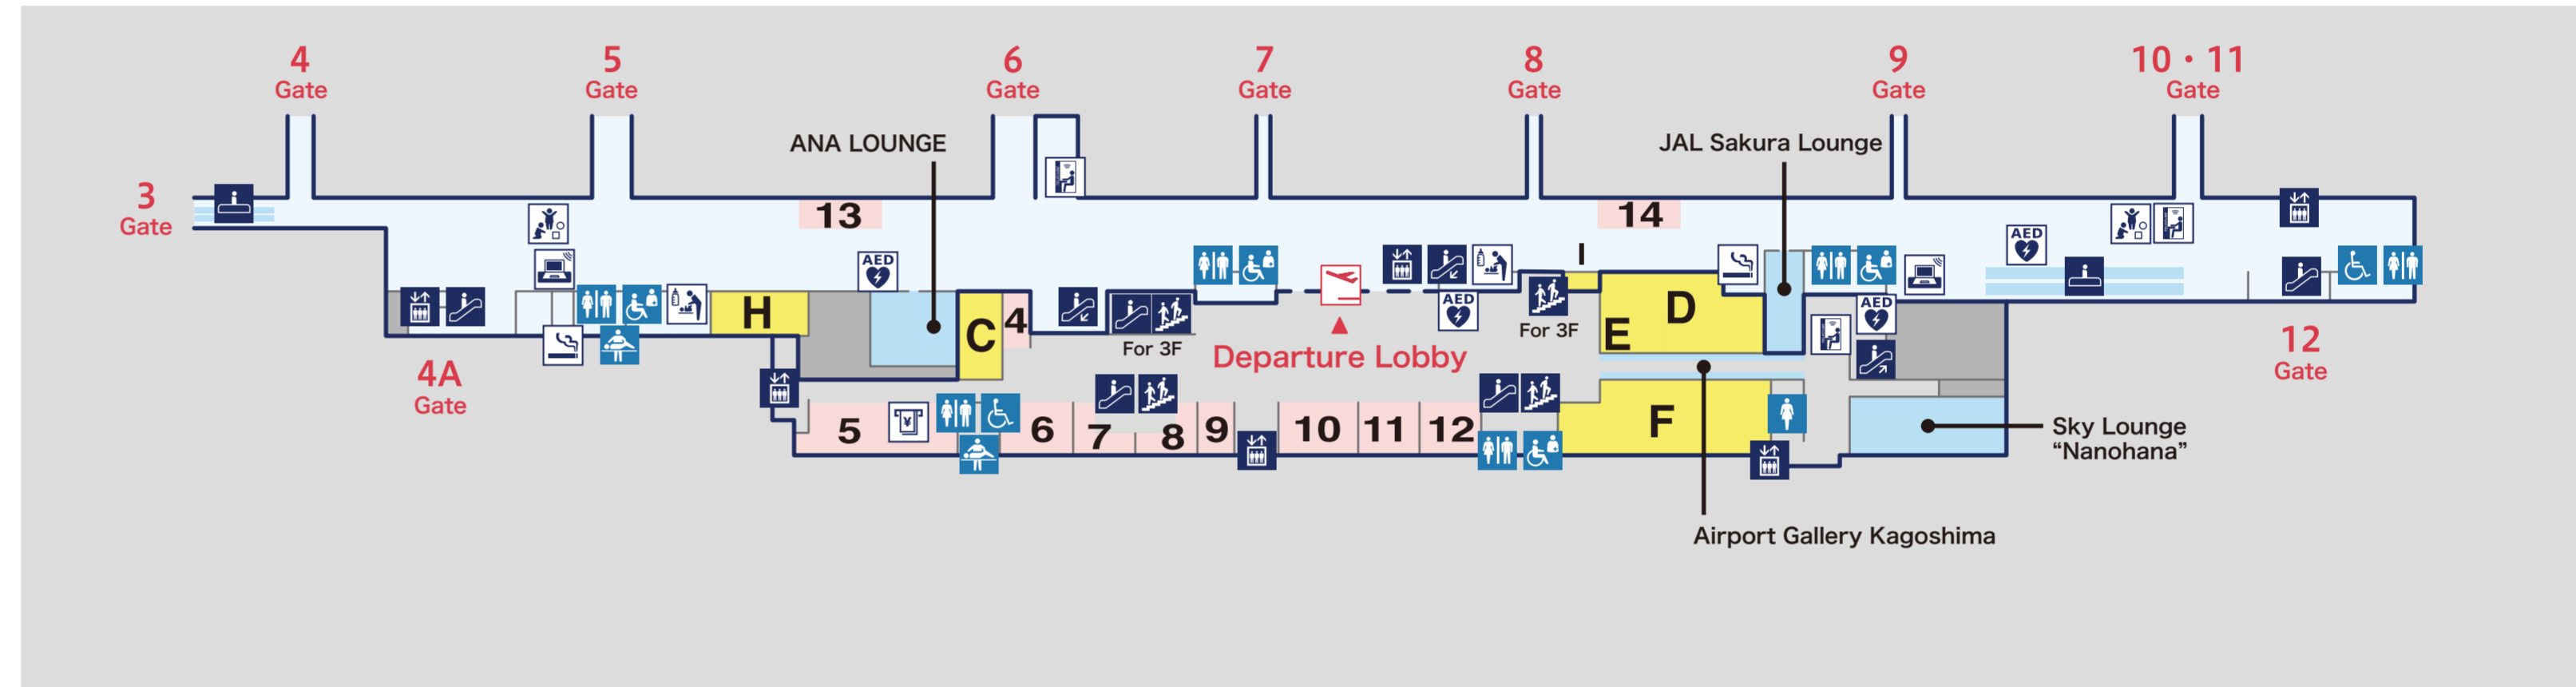 4
Gate
5
Gate
6
Gate
7
Gate
8
Gate
9
Gate
10・11
Gate
ANA LOUNGE
JAL Sakura Lounge
3
Gate
13
14
AED
AED
I
AED
AED
H
C
4
For 3F
Departure Lobby
For 3F
E
D
4A
Gate
12
Gate
5
¥
6
7
8
9
10
11
12
F
Sky Lounge
“Nanohana”
Airport Gallery Kagoshima